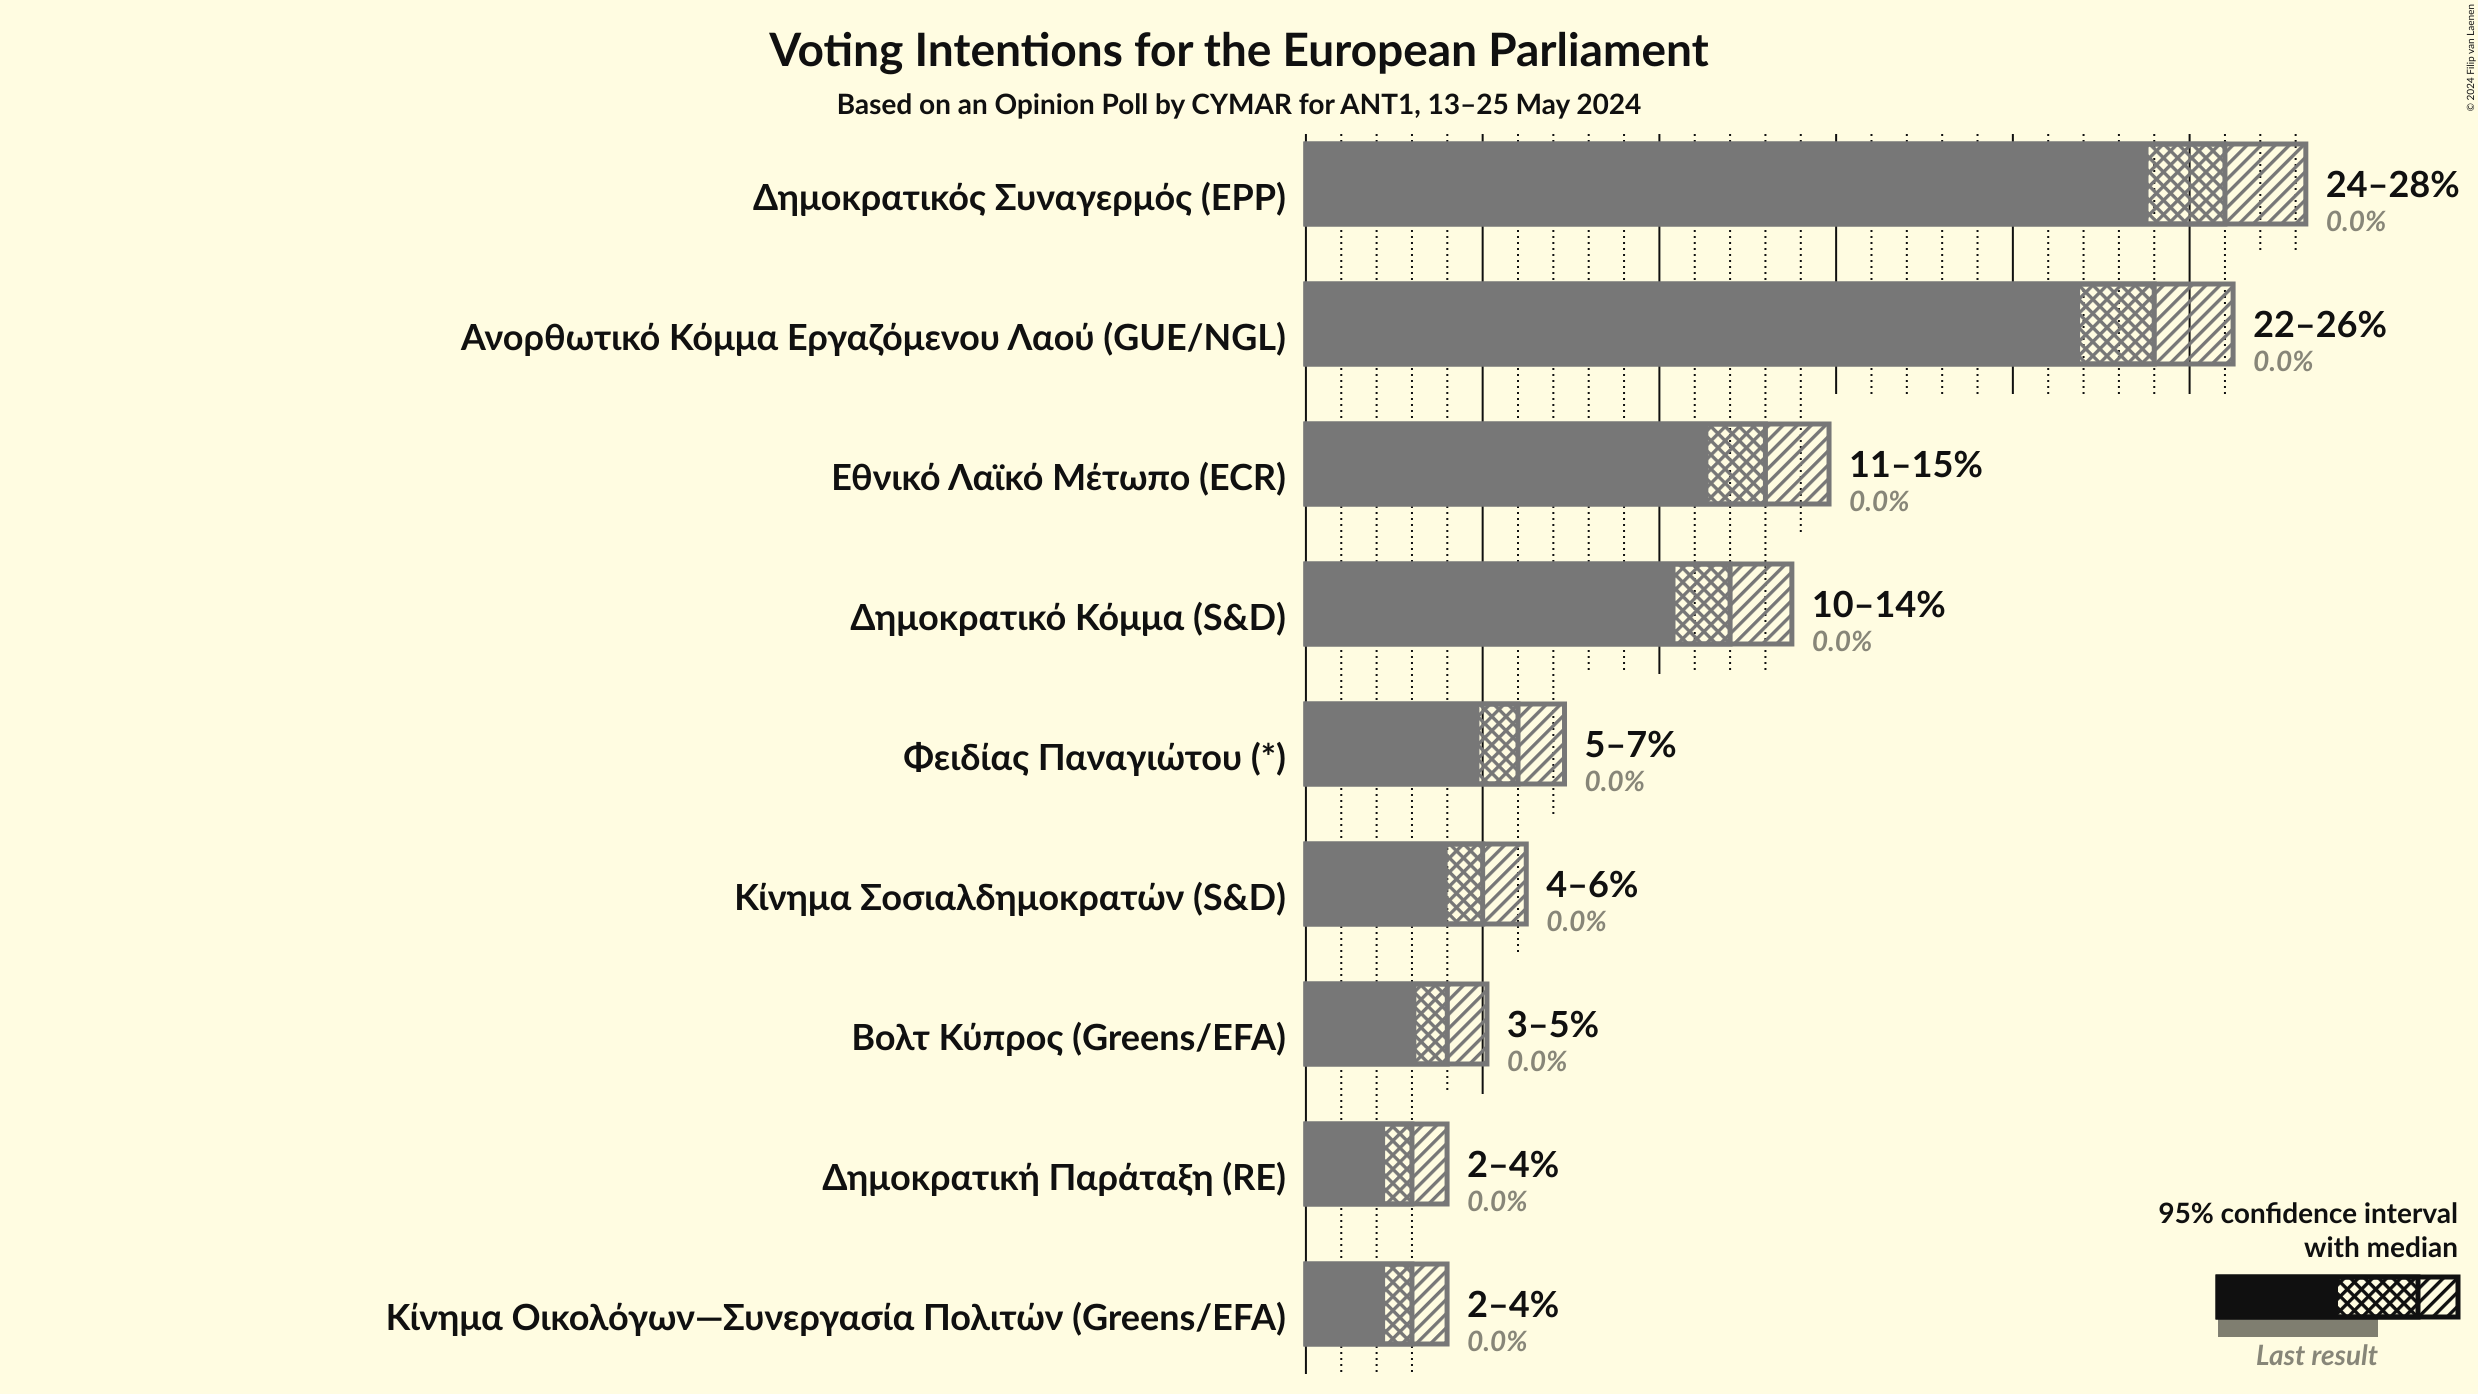 Voting Intentions for the European Parliament
Based on an Opinion Poll by CYMAR for ANT1, 13–25 May 2024
© 2024 Filip van Laenen
Δημοκρατικός Συναγερμός (EPP)
24–28%
0.0%
Ανορθωτικό Κόμμα Εργαζόμενου Λαού (GUE/NGL)
22–26%
0.0%
Εθνικό Λαϊκό Μέτωπο (ECR)
11–15%
0.0%
Δημοκρατικό Κόμμα (S&D)
10–14%
0.0%
Φειδίας Παναγιώτου (*)
5–7%
0.0%
Κίνημα Σοσιαλδημοκρατών (S&D)
4–6%
0.0%
Βολτ Κύπρος (Greens/EFA)
3–5%
0.0%
Δημοκρατική Παράταξη (RE)
2–4%
0.0%
Κίνημα Οικολόγων—Συνεργασία Πολιτών (Greens/EFA)
2–4%
0.0%
95% confidence interval
with median
Last result